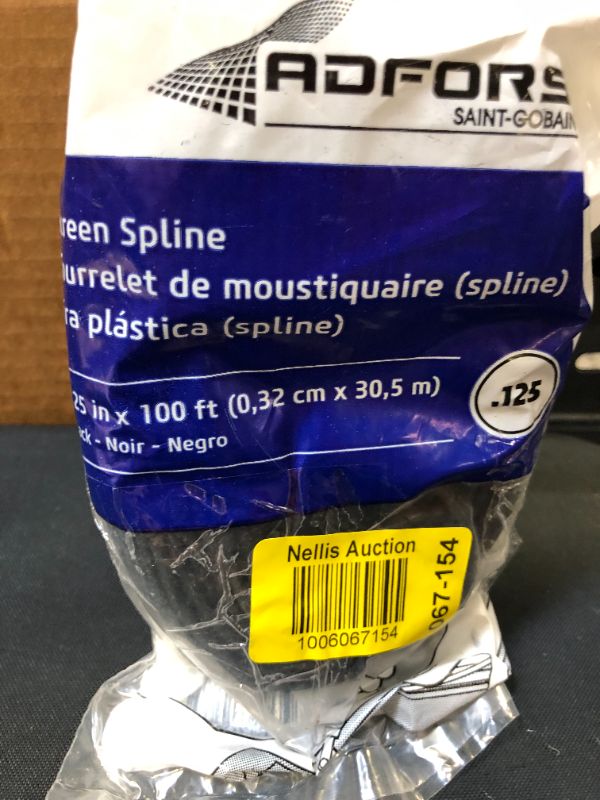 ADFORS
SAINT-GOBAIN
reen Spline
urrelet de moustiquaire (spline)
ra plástica (spline)
25 in x 100 ft (0,32 cm x 30,5 m)
.125
ck - Noir - Negro
Nellis Auction
1006067154
067-154